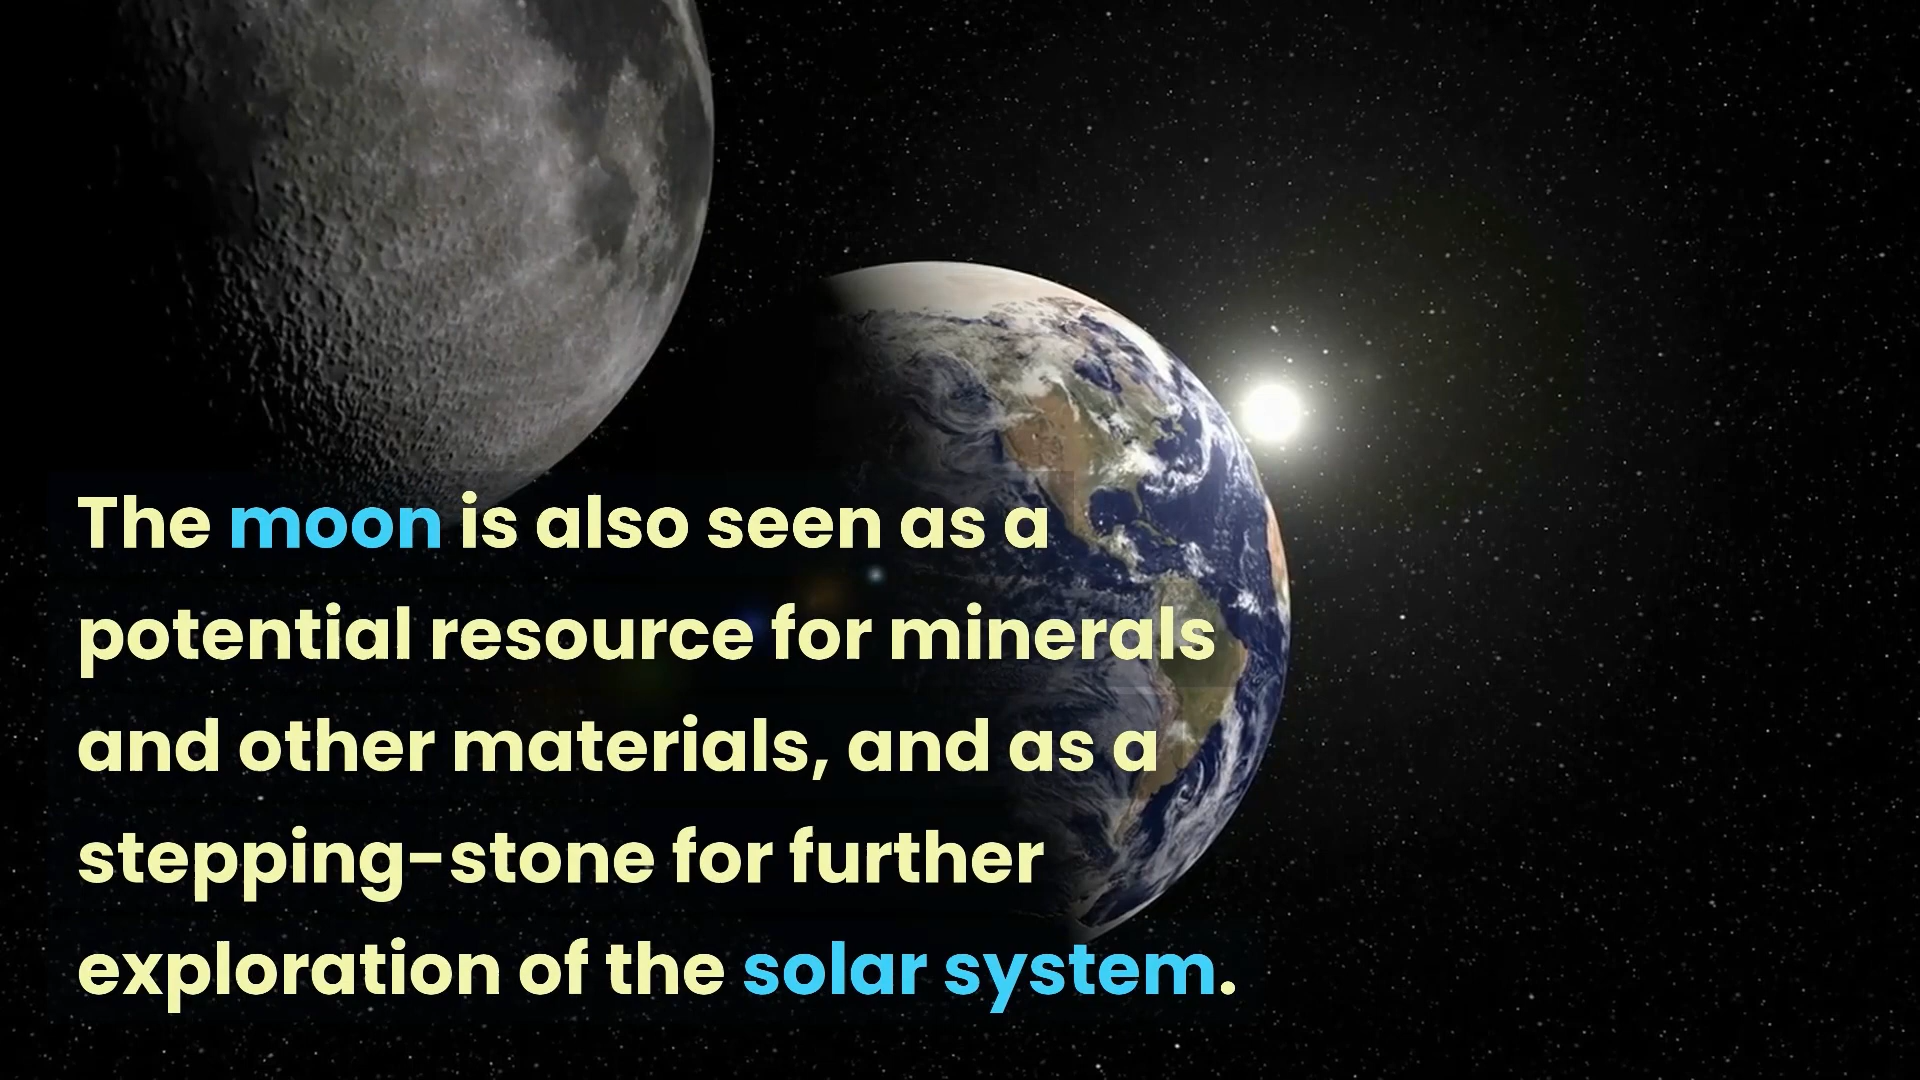 The moon is also seen as a
potential resource for minerals
and other materials, and as a
stepping-stone for further
exploration of the solar system.